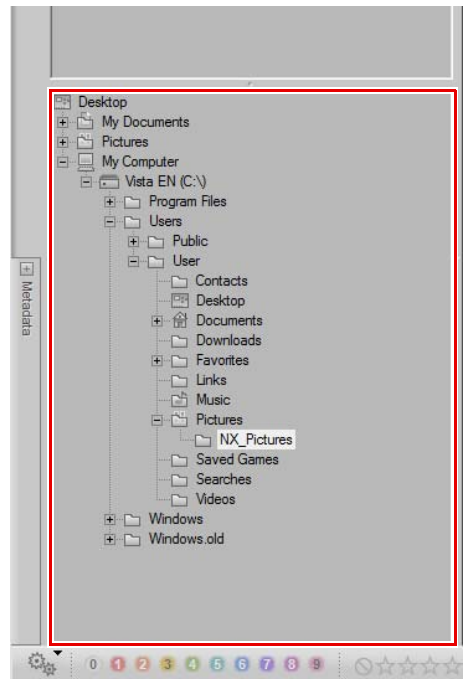 Desktop
My Documents
Pictures
My Computer
Vista EN (C:\)
Program Files
Users
Public
User
Contacts
Desktop
Documents
Downloads
Favorites
Links
Music
Pictures
NX_Pictures
Saved Games
Searches
Videos
Windows
Windows.old
Metadata
0 1 2 3 4 5 6 7 8 9